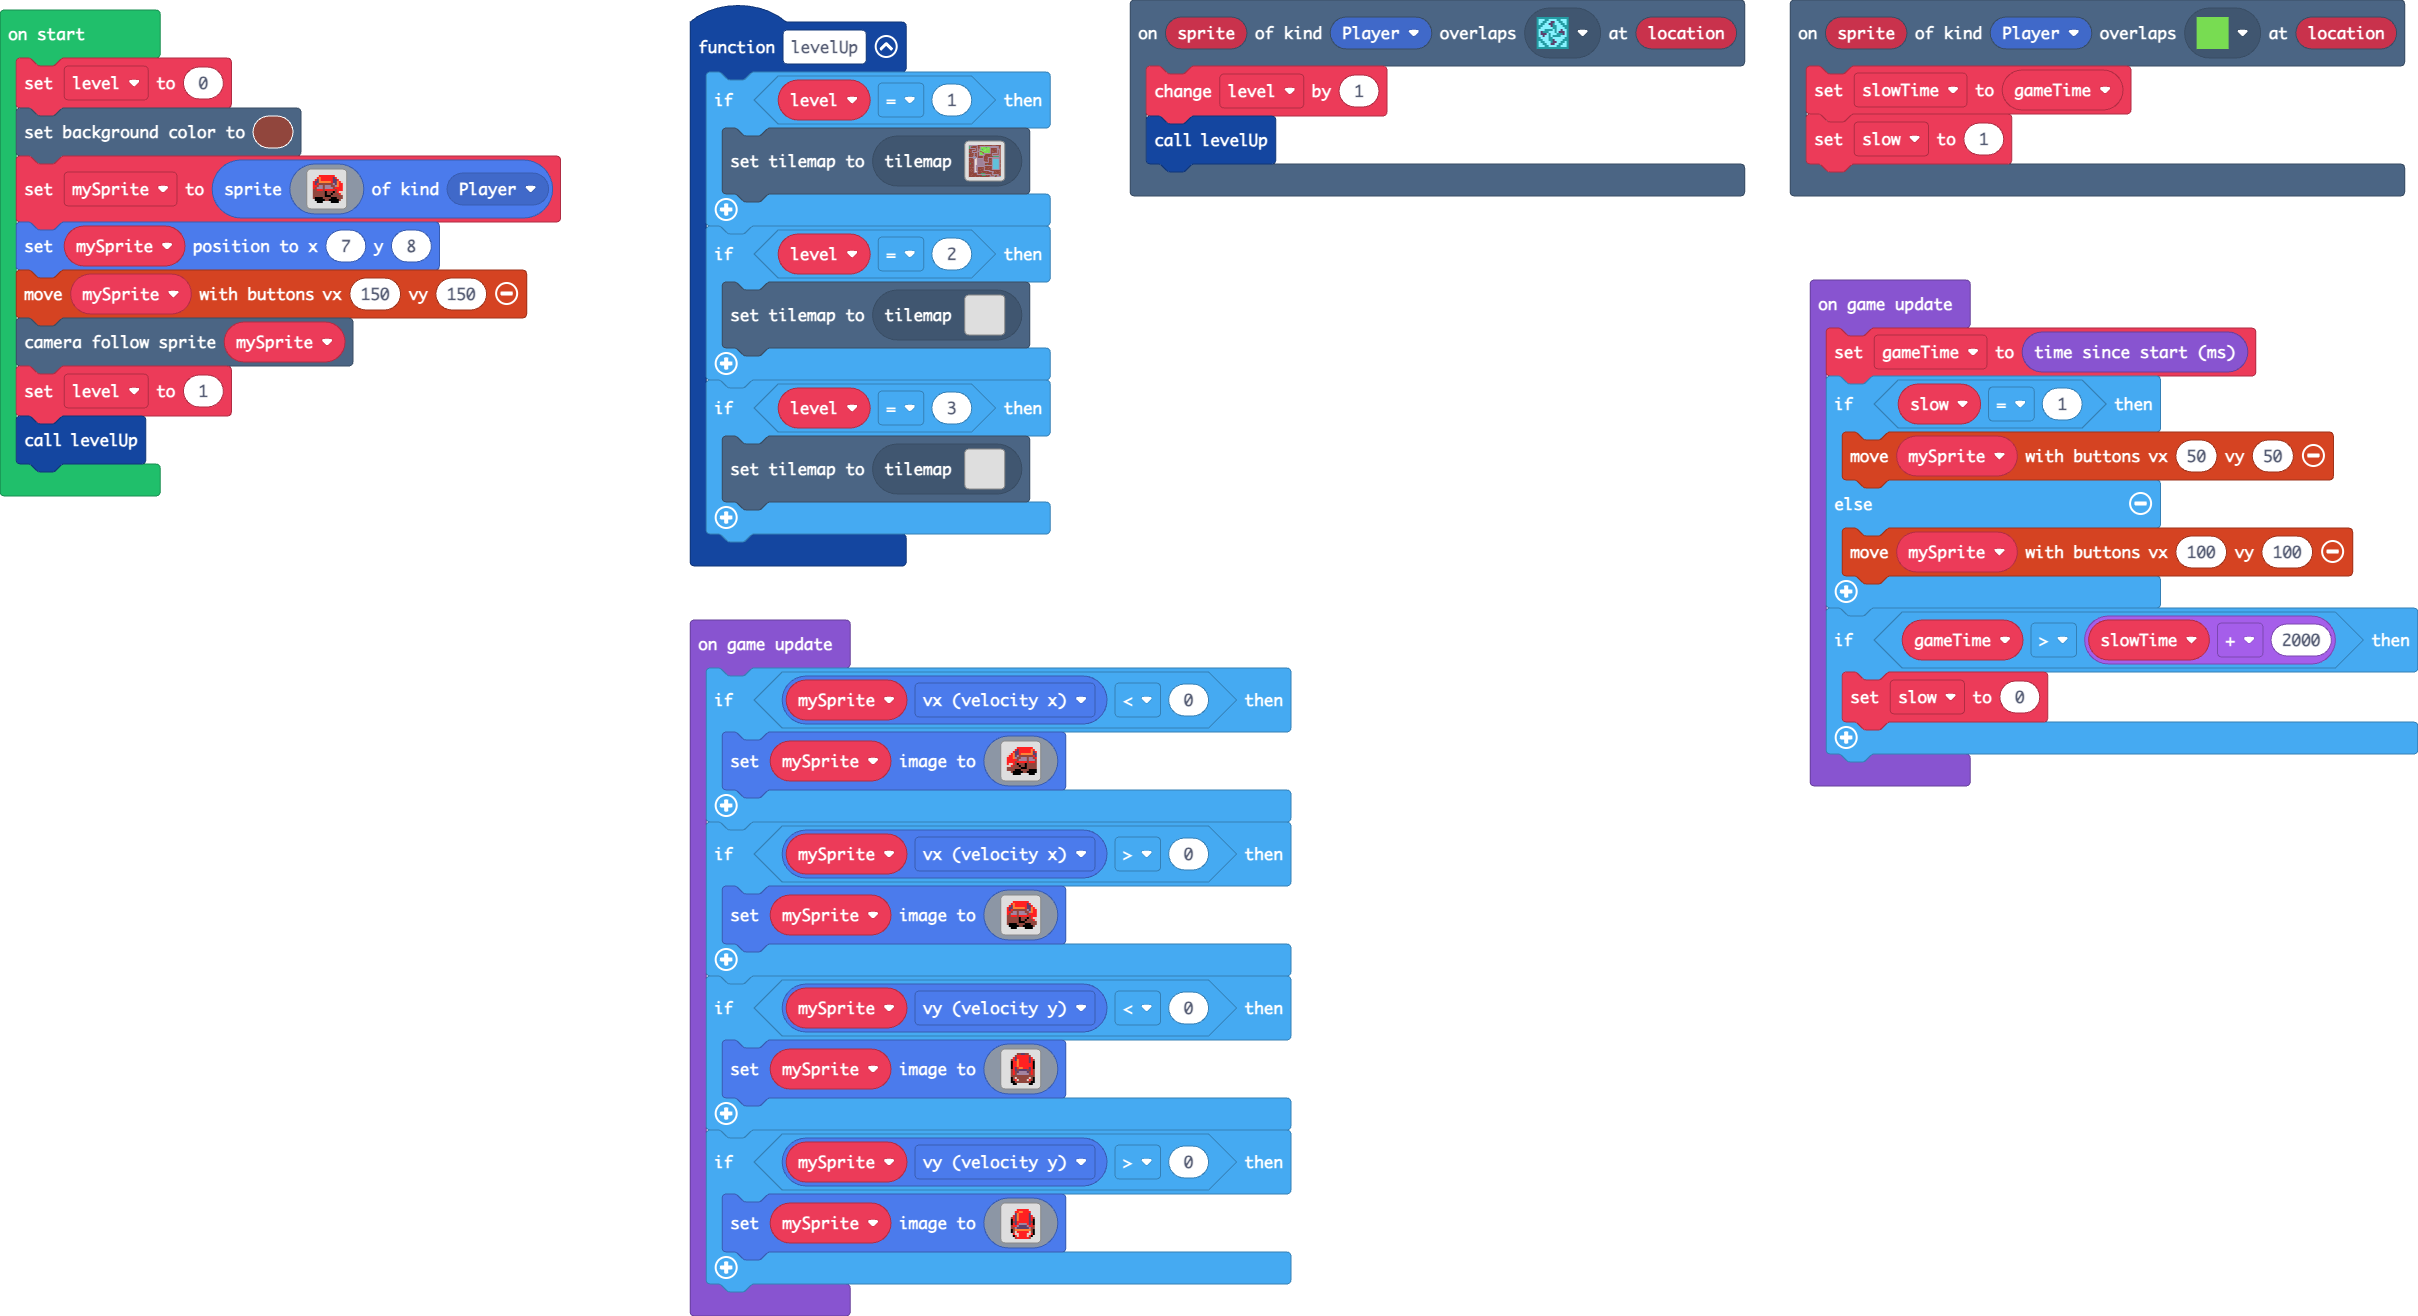 on start
set level to 0
set background color to
set mySprite to sprite of kind Player
set mySprite position to x 7 y 8
move mySprite with buttons vx 150 vy 150
camera follow sprite mySprite
set level to 1
call levelUp
function levelUp
if level = 1 then
set tilemap to tilemap
if level = 2 then
set tilemap to tilemap
if level = 3 then
set tilemap to tilemap
on game update
if mySprite vx (velocity x) < 0 then
set mySprite image to
if mySprite vx (velocity x) > 0 then
set mySprite image to
if mySprite vy (velocity y) < 0 then
set mySprite image to
if mySprite vy (velocity y) > 0 then
set mySprite image to
on sprite of kind Player overlaps at location
change level by 1
call levelUp
on sprite of kind Player overlaps at location
set slowTime to gameTime
set slow to 1
on game update
set gameTime to time since start (ms)
if slow = 1 then
move mySprite with buttons vx 50 vy 50
else
move mySprite with buttons vx 100 vy 100
if gameTime > slowTime + 2000 then
set slow to 0